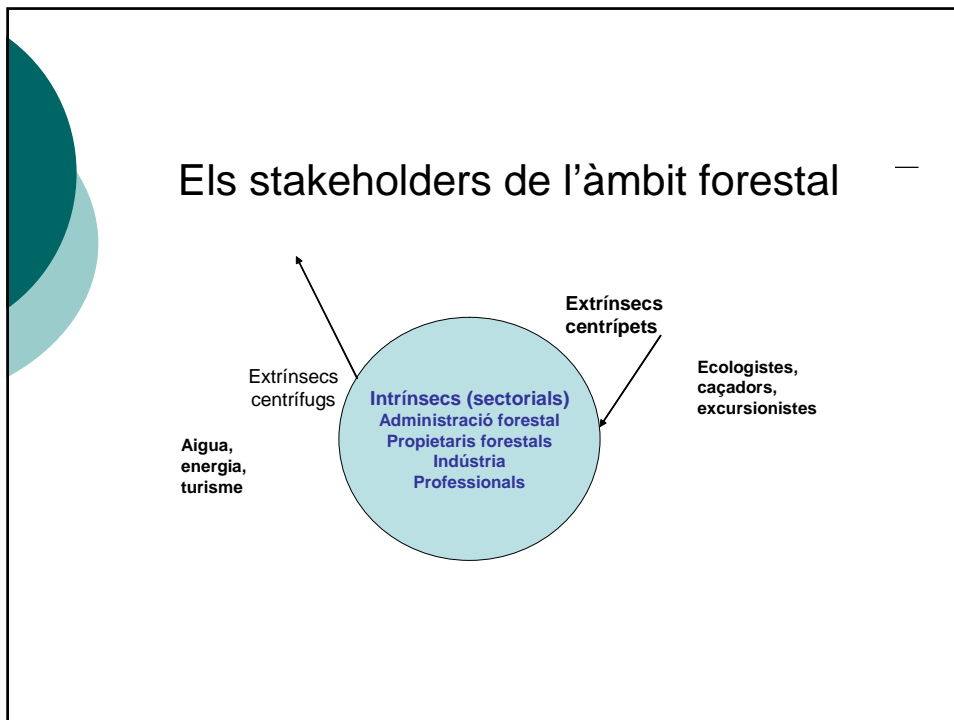 Els stakeholders de l'àmbit forestal
Extrínsecs
centrípets
Extrínsecs
centrífugs
Intrínsecs (sectorials)
Administració forestal
Propietaris forestals
Indústria
Professionals
Ecologistes,
caçadors,
excursionistes
Aigua,
energia,
turisme